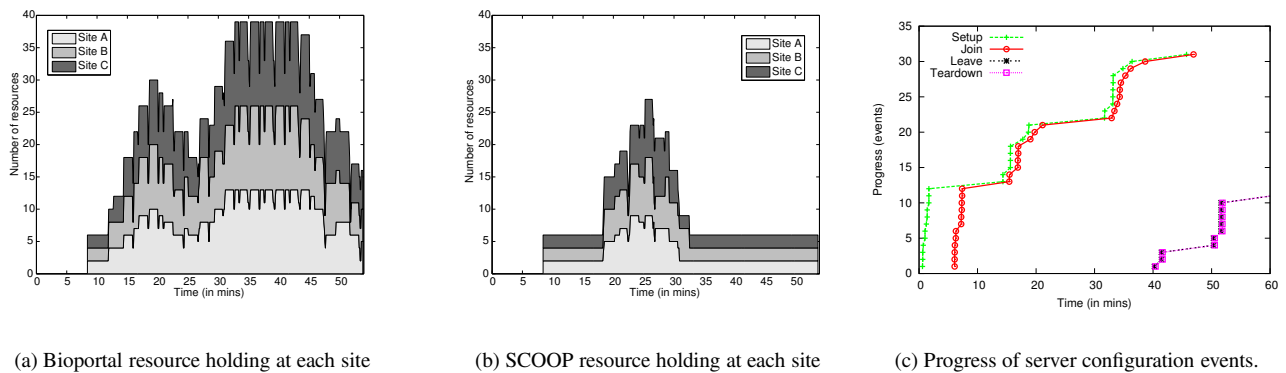 40
35
30
25
20
15
10
5
0
Number of resources
Site A
Site B
Site C
0 5 10 15 20 25 30 35 40 45 50
Time (in mins)
(a) Bioportal resource holding at each site
40
35
30
25
20
15
10
5
0
Number of resources
Site A
Site B
Site C
0 5 10 15 20 25 30 35 40 45 50
Time (in mins)
(b) SCOOP resource holding at each site
35
30
25
20
15
10
5
0
Progress (events)
Setup
Join
Leave
Teardown
0 10 20 30 40 50 60
Time (in mins)
(c) Progress of server configuration events.